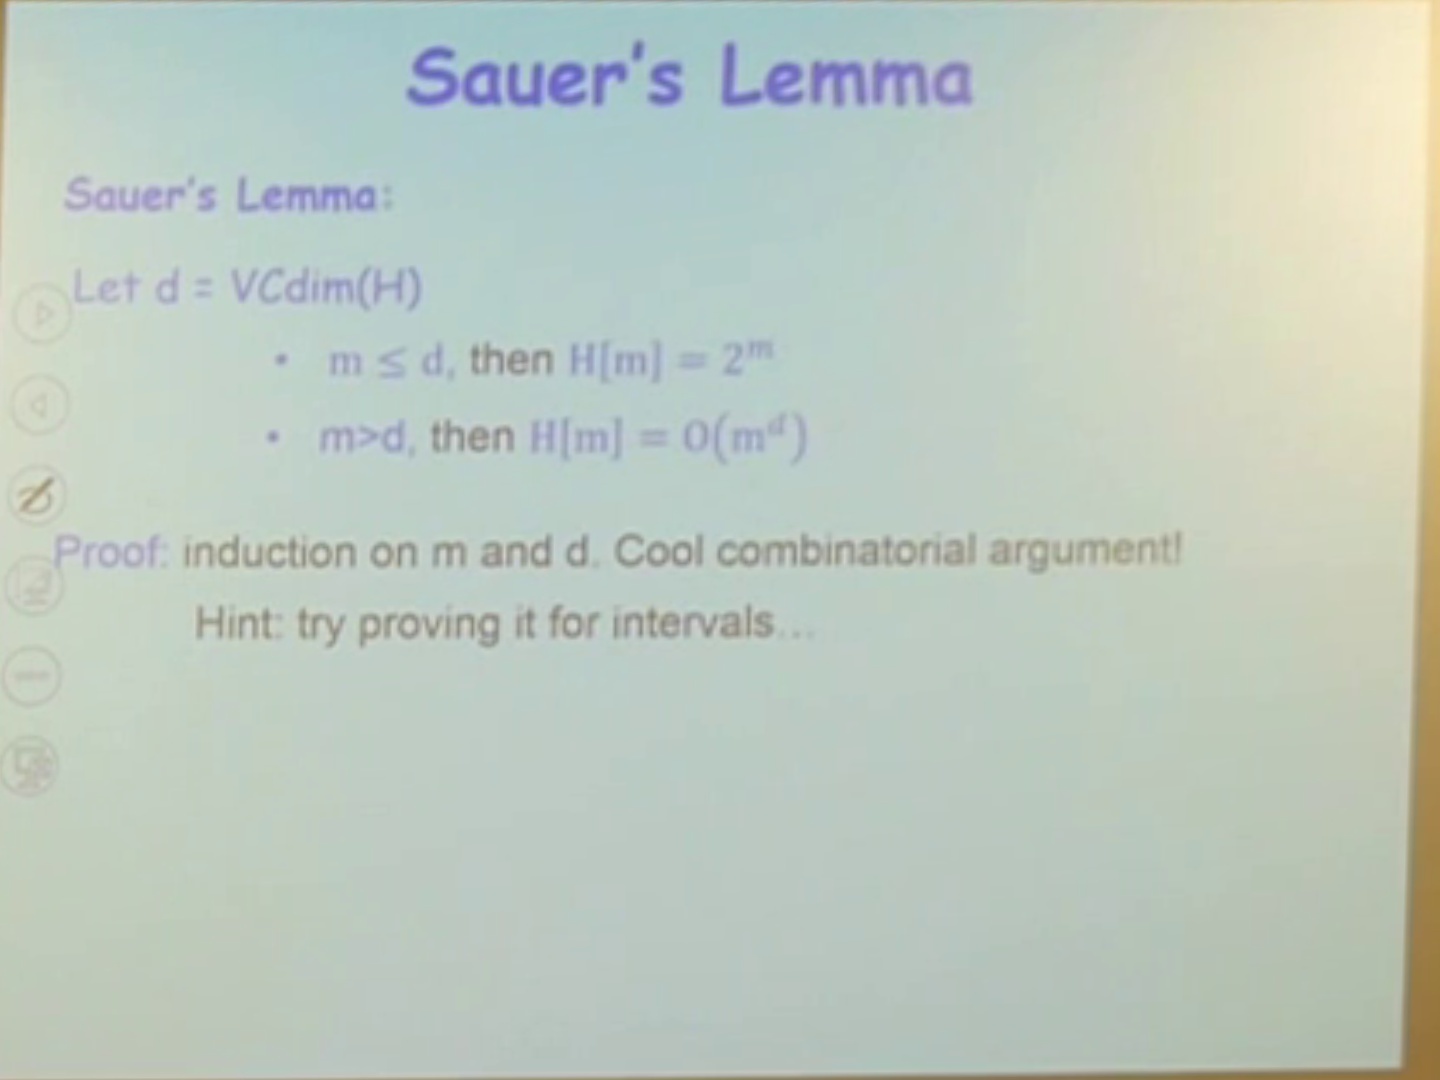 Sauer's Lemma
Sauer's Lemma:
Let d = VCdim(H)
• m ≤ d, then H[m] = 2^m
• m>d, then H[m] = O(m^d)
Proof: induction on m and d. Cool combinatorial argument!
Hint: try proving it for intervals...